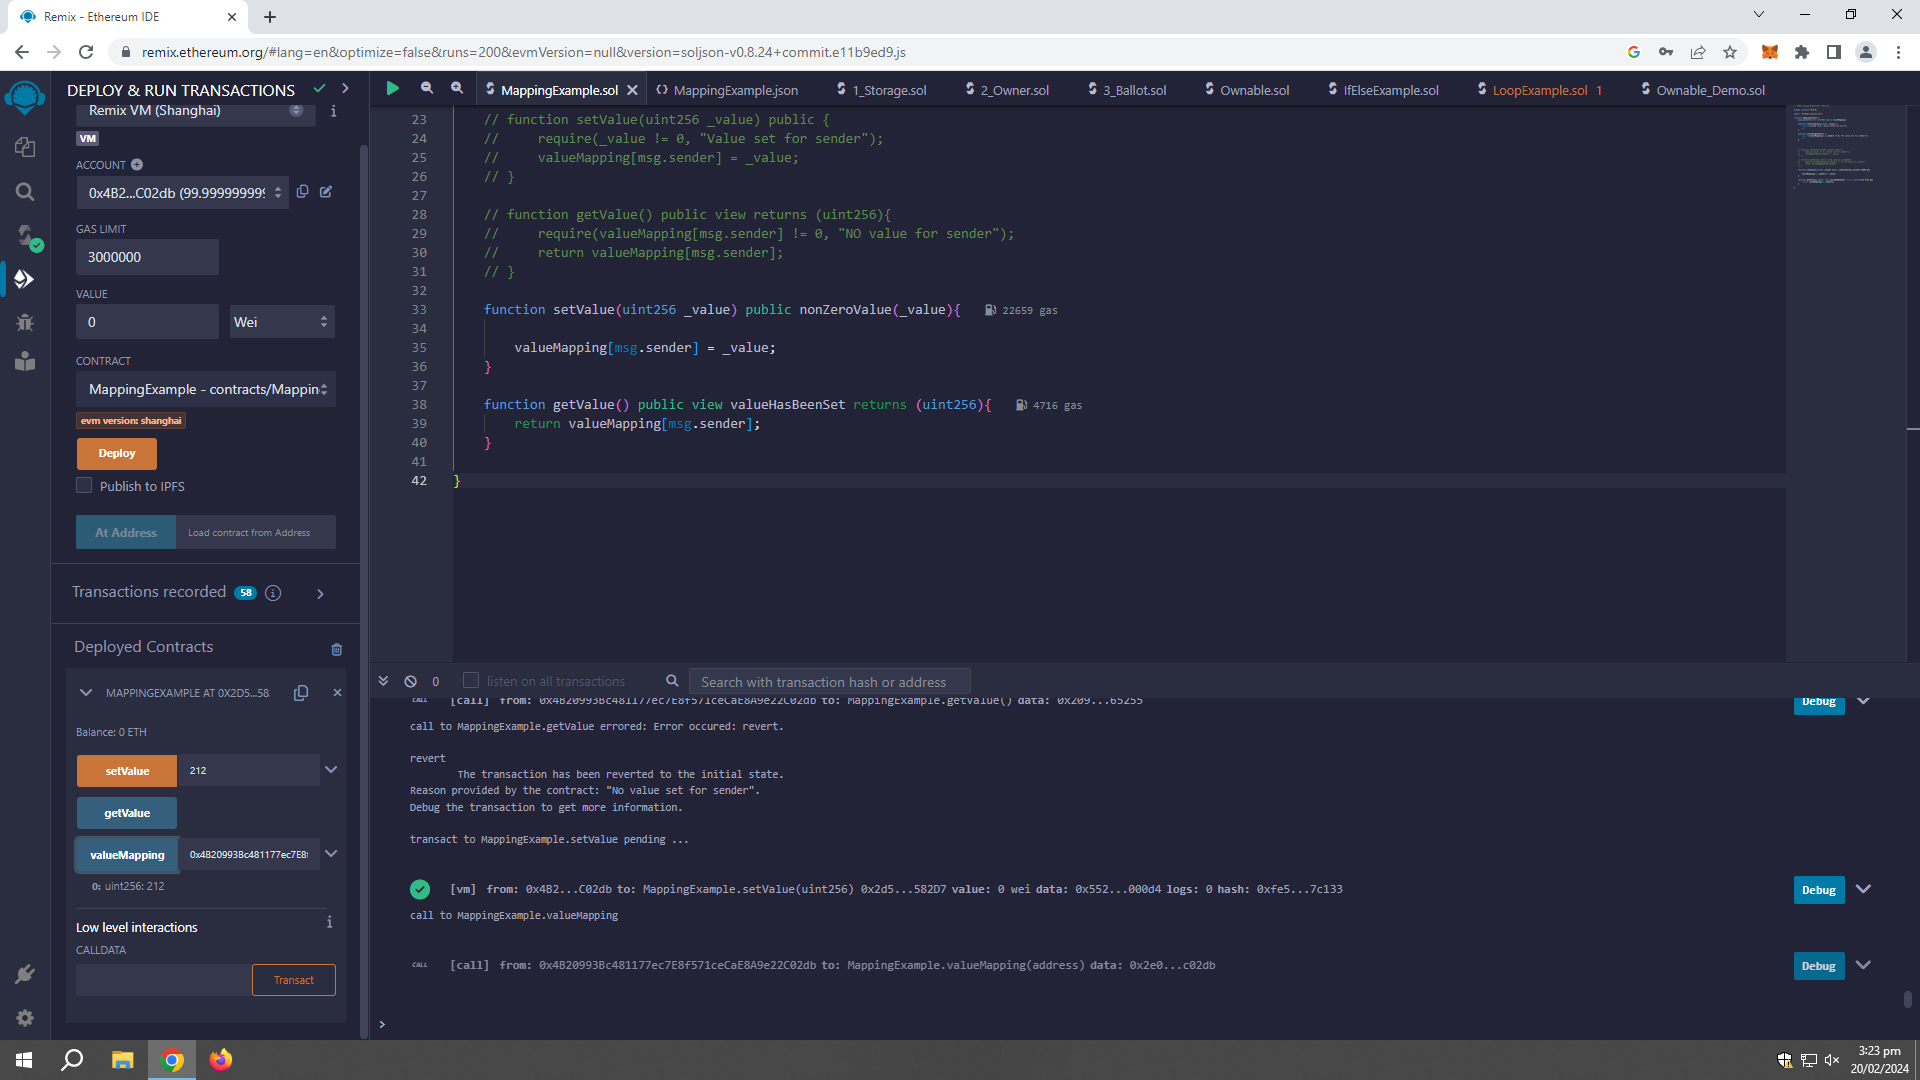 Remix - Ethereum IDE
remix.ethereum.org/#lang=en&optimize=false&runs=200&evmVersion=null&version=soljson-v0.8.24+commit.e11b9ed9.js
DEPLOY & RUN TRANSACTIONS
MappingExample.sol
MappingExample.json
1_Storage.sol
2_Owner.sol
3_Ballot.sol
Ownable.sol
IfElseExample.sol
LoopExample.sol 1
Ownable_Demo.sol
Remix VM (Shanghai)
VM
ACCOUNT
0x4B2...C02db (99.9999999999
GAS LIMIT
3000000
VALUE
0
Wei
CONTRACT
MappingExample - contracts/Mappin
evm version: shanghai
Deploy
Publish to IPFS
At Address
Load contract from Address
Transactions recorded 58
Deployed Contracts
MAPPINGEXAMPLE AT 0X2D5...58.
Balance: 0 ETH
setValue
212
getValue
valueMapping
0x4B20993Bc481177ec7E8f
0: uint256: 212
Low level interactions
CALLDATA
Transact
23 // function setValue(uint256 _value) public {
24 //     require(_value != 0, "Value set for sender");
25 //     valueMapping[msg.sender] = _value;
26 // }
27
28 // function getValue() public view returns (uint256){
29 //     require(valueMapping[msg.sender] != 0, "NO value for sender");
30 //     return valueMapping[msg.sender];
31 // }
32
33 function setValue(uint256 _value) public nonZeroValue(_value){ 22659 gas
34
35     valueMapping[msg.sender] = _value;
36 }
37
38 function getValue() public view valueHasBeenSet returns (uint256){ 4716 gas
39     return valueMapping[msg.sender];
40 }
41
42 }
0
listen on all transactions
Search with transaction hash or address
CALL [call] from: 0x4B20993Bc481177ec7E8f571ceCaE8A9e22C02db to: MappingExample.getValue() data: 0x209...65255
Debug
call to MappingExample.getValue errored: Error occured: revert.
revert
The transaction has been reverted to the initial state.
Reason provided by the contract: "No value set for sender".
Debug the transaction to get more information.
transact to MappingExample.setValue pending ...
[vm] from: 0x4B2...C02db to: MappingExample.setValue(uint256) 0x2d5...582D7 value: 0 wei data: 0x552...000d4 logs: 0 hash: 0xfe5...7c133
Debug
call to MappingExample.valueMapping
CALL [call] from: 0x4B20993Bc481177ec7E8f571ceCaE8A9e22C02db to: MappingExample.valueMapping(address) data: 0x2e0...c02db
Debug
>
3:23 pm
20/02/2024